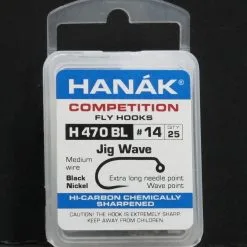 HANÁK®
COMPETITION
FLY HOOKS
H 470 BL #14 QTY 25
Jig Wave
Medium wire
Black Nickel
Extra long needle point
Wave point
HI-CARBON CHEMICALLY
SHARPENED
CAUTION! THE HOOK IS EXTREMELY SHARP.
KEEP AWAY FROM CHILDREN.